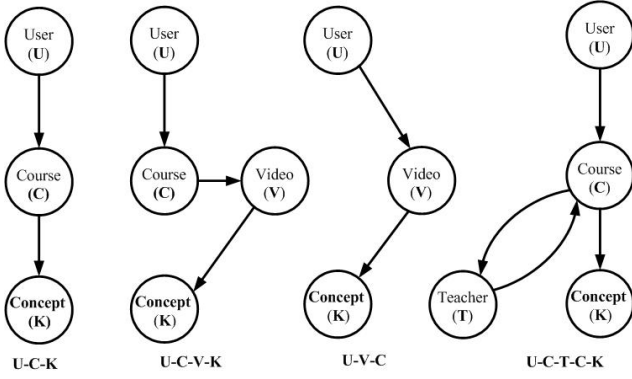 User
(U)
Course
(C)
Concept
(K)
U-C-K
User
(U)
Course
(C)
Video
(V)
Concept
(K)
U-C-V-K
User
(U)
Video
(V)
Concept
(K)
U-V-C
User
(U)
Course
(C)
Teacher
(T)
Concept
(K)
U-C-T-C-K